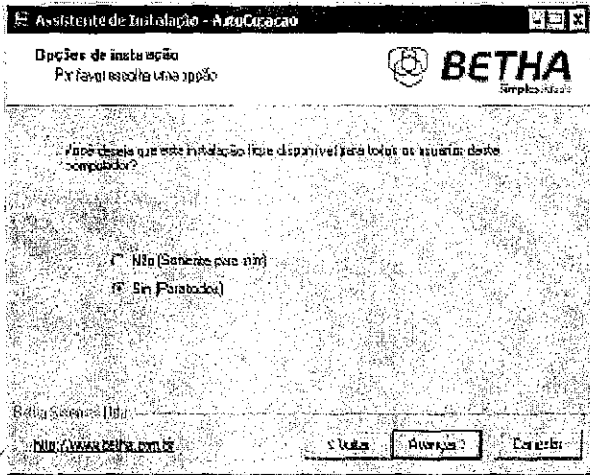 Assistente de Instalação - AutoCotacao
Opções de instalação
Por favor escolha uma opção
BETHA
Simplesmente
Você deseja que esta instalação fique disponível para todos os usuários deste
computador?
Não (Somente para mim)
Sim (Para todos)
Betha Sistemas Ltda
http://www.betha.com.br
< Voltar
Avançar >
Cancelar